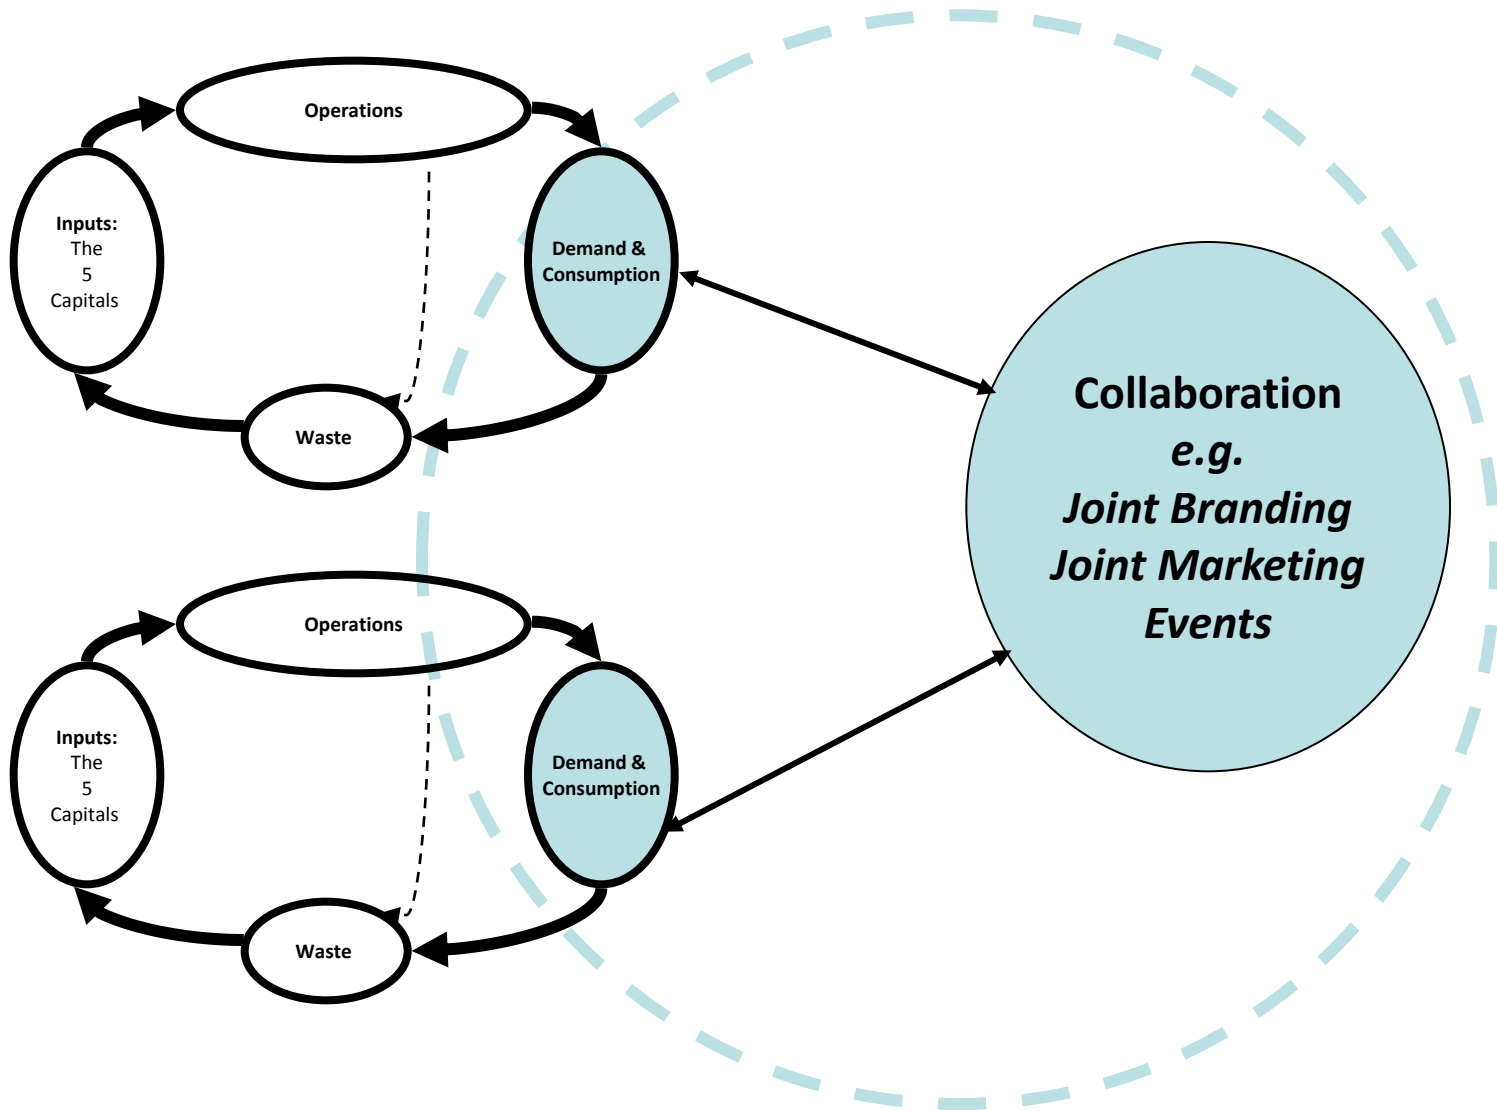 Operations
Inputs:
The
5
Capitals
Demand &
Consumption
Waste
Collaboration
e.g.
Joint Branding
Joint Marketing
Events
Operations
Inputs:
The
5
Capitals
Demand &
Consumption
Waste